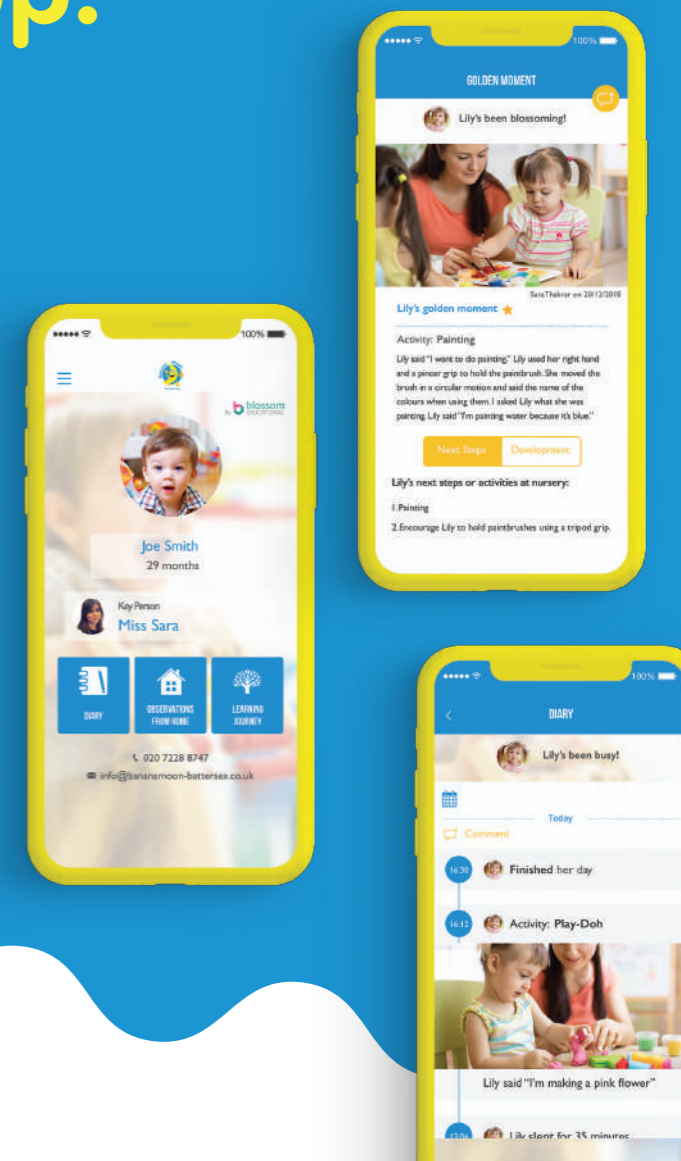 pp.
100%
GOLDEN MOMENT
Lily's been blossoming!
Sara Thakrar on 20/12/2018
Lily's golden moment
Activity: Painting
Lily said "I want to do painting." Lily used her right hand
and a pincer grip to hold the paintbrush. She moved the
brush in a circular motion and said the name of the
colours when using them. I asked Lily what she was
painting. Lily said "I'm painting water because it's blue."
Next Steps
Development
Lily's next steps or activities at nursery:
1.Painting
2.Encourage Lily to hold paintbrushes using a tripod grip.
100%
By blossom
EDUCATIONAL
Joe Smith
29 months
Key Person
Miss Sara
DIARY
OBSERVATIONS
FROM HOME
LEARNING
JOURNEY
020 7228 8747
info@bananamoon-battersea.co.uk
100%
DIARY
Lily's been busy!
Today
Comment
16:30
Finished her day
16:12
Activity: Play-Doh
Lily said "I'm making a pink flower"
13:06
Lily slept for 35 minutes